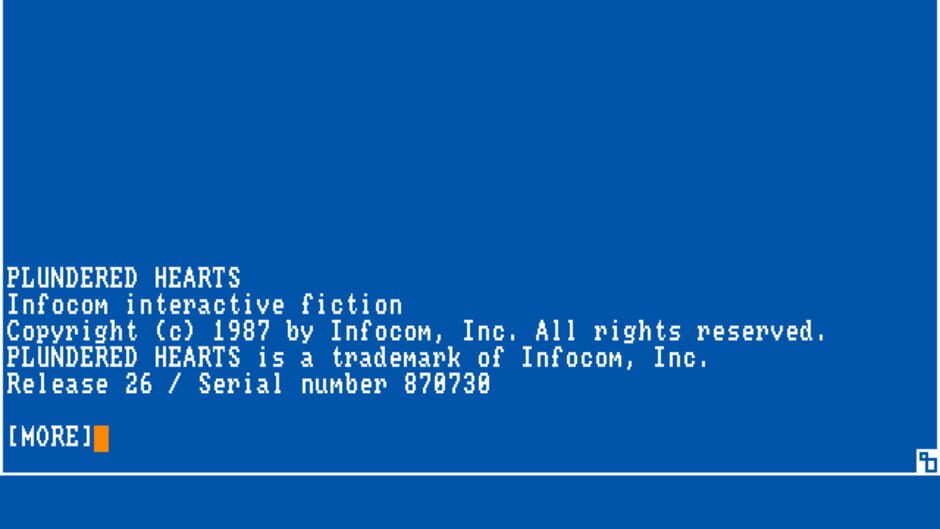 PLUNDERED HEARTS
Infocom interactive fiction
Copyright (c) 1987 by Infocom, Inc. All rights reserved.
PLUNDERED HEARTS is a trademark of Infocom, Inc.
Release 26 / Serial number 870730
[MORE]